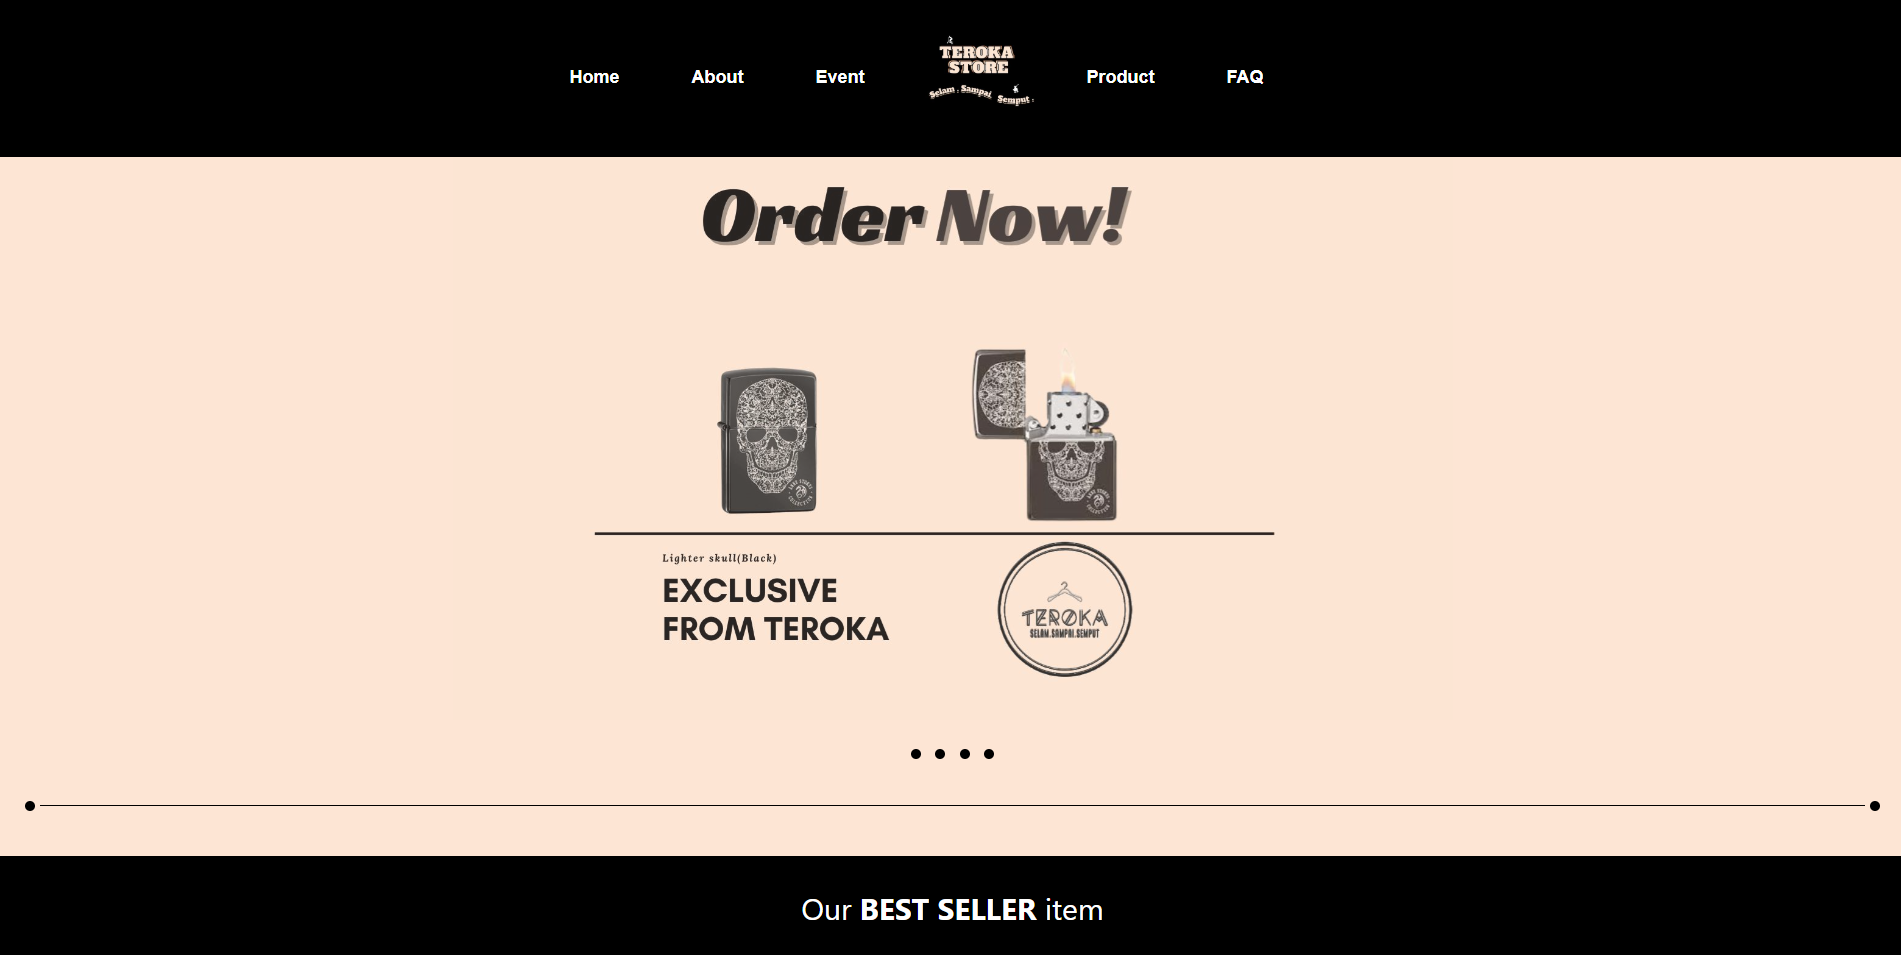 Home
About
Event
TEROKA
STORE
Selam . Sampai. Semput .
Product
FAQ
Order Now!
Lighter skull(Black)
EXCLUSIVE
FROM TEROKA
TEROKA
SELAM.SAMPAI.SEMPUT
Our BEST SELLER item